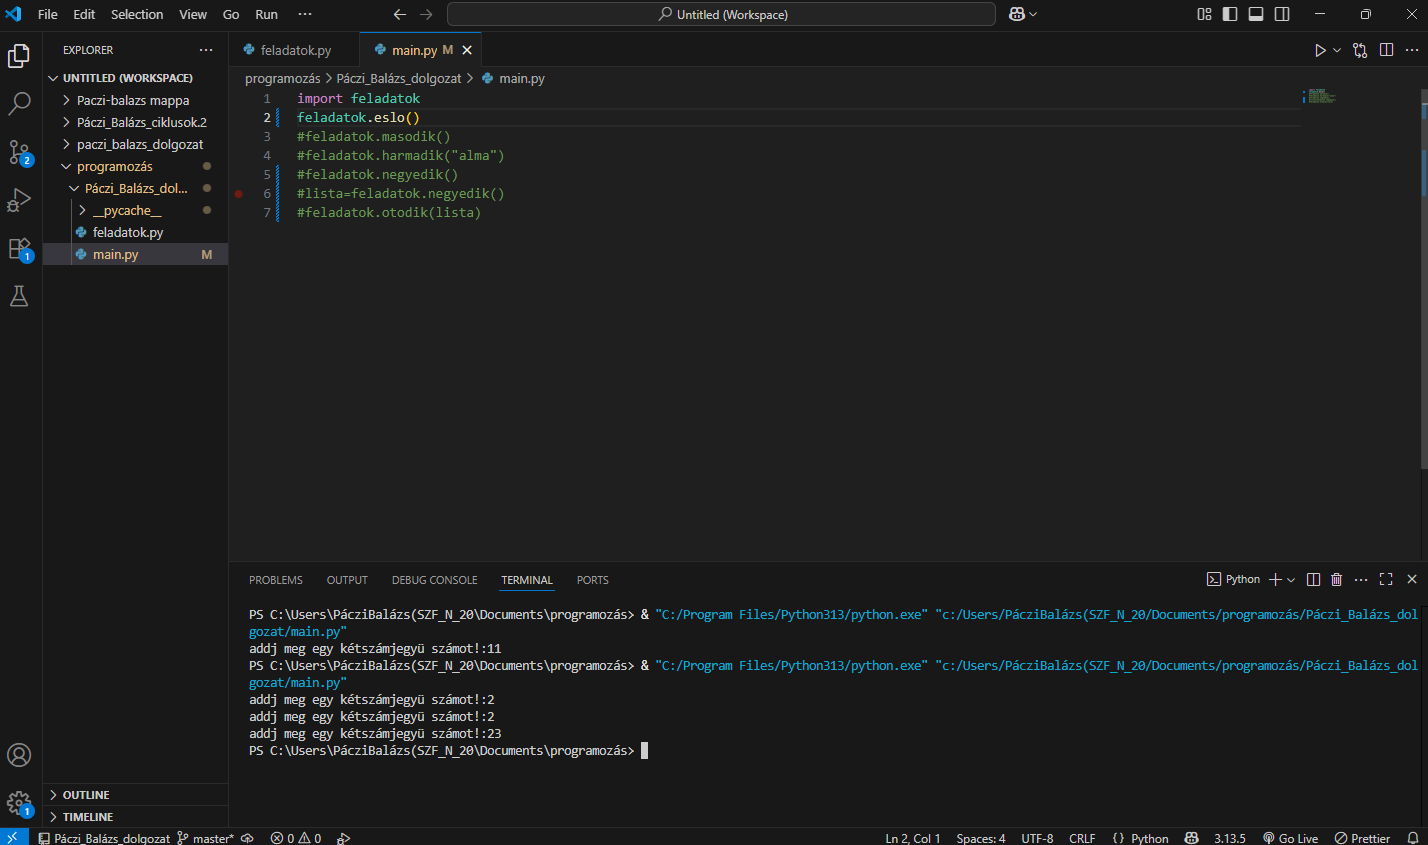 File Edit Selection View Go Run ··· Untitled (Workspace)
EXPLORER ···
UNTITLED (WORKSPACE)
Paczi-balazs mappa
Páczi_Balázs_ciklusok.2
paczi_balazs_dolgozat
programozás
Páczi_Balázs_dol...
__pycache__
feladatok.py
main.py M
OUTLINE
TIMELINE
2
1
1
feladatok.py main.py M
programozás > Páczi_Balázs_dolgozat > main.py
1 import feladatok
2 feladatok.eslo()
3 #feladatok.masodik()
4 #feladatok.harmadik("alma")
5 #feladatok.negyedik()
6 #lista=feladatok.negyedik()
7 #feladatok.otodik(lista)
PROBLEMS OUTPUT DEBUG CONSOLE TERMINAL PORTS Python
PS C:\Users\PácziBalázs(SZF_N_20\Documents\programozás> & "C:/Program Files/Python313/python.exe" "c:/Users/PácziBalázs(SZF_N_20/Documents/programozás/Páczi_Balázs_dol
gozat/main.py"
addj meg egy kétszámjegyü számot!:11
PS C:\Users\PácziBalázs(SZF_N_20\Documents\programozás> & "C:/Program Files/Python313/python.exe" "c:/Users/PácziBalázs(SZF_N_20/Documents/programozás/Páczi_Balázs_dol
gozat/main.py"
addj meg egy kétszámjegyü számot!:2
addj meg egy kétszámjegyü számot!:2
addj meg egy kétszámjegyü számot!:23
PS C:\Users\PácziBalázs(SZF_N_20\Documents\programozás>
Páczi_Balázs_dolgozat master* 0 0 Ln 2, Col 1 Spaces: 4 UTF-8 CRLF {} Python 3.13.5 Go Live Prettier